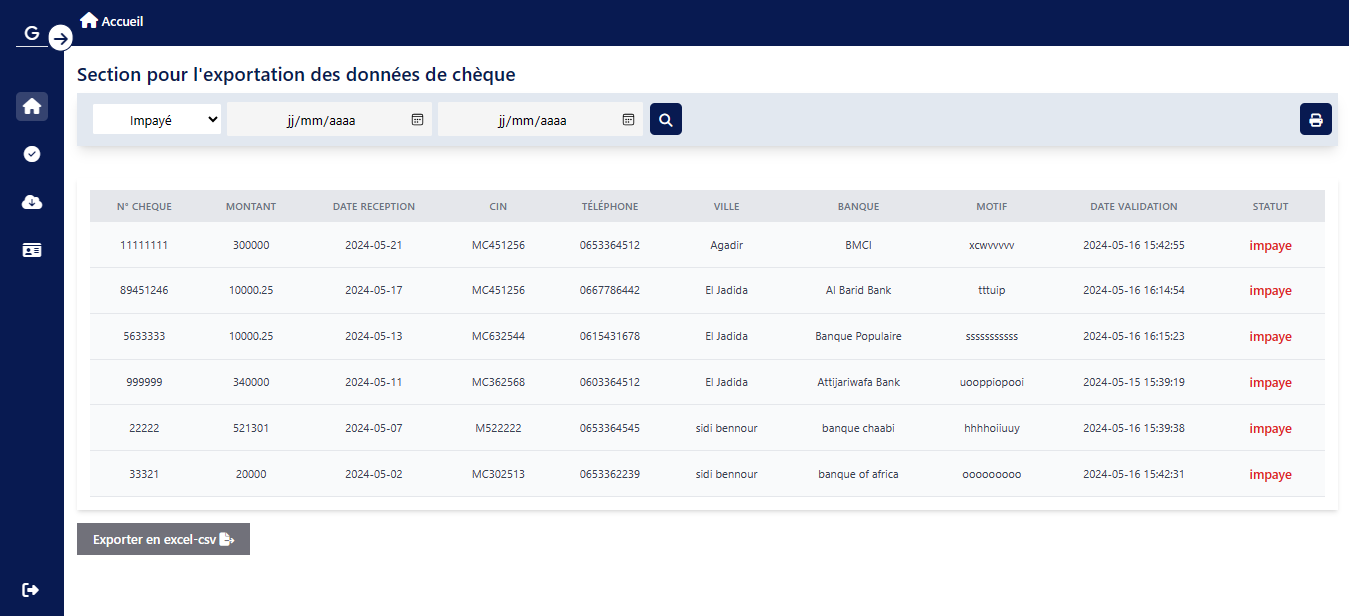 G
Accueil
Section pour l'exportation des données de chèque
Impayé jj/mm/aaaa jj/mm/aaaa
N° CHEQUE MONTANT DATE RECEPTION CIN TÉLÉPHONE VILLE BANQUE MOTIF DATE VALIDATION STATUT
11111111 300000 2024-05-21 MC451256 0653364512 Agadir BMCI xcwvvvvv 2024-05-16 15:42:55 impaye
89451246 10000.25 2024-05-17 MC451256 0667786442 El Jadida Al Barid Bank tttuip 2024-05-16 16:14:54 impaye
5633333 10000.25 2024-05-13 MC632544 0615431678 El Jadida Banque Populaire sssssssssss 2024-05-16 16:15:23 impaye
999999 340000 2024-05-11 MC362568 0603364512 El Jadida Attijariwafa Bank uooppiopooi 2024-05-15 15:39:19 impaye
22222 521301 2024-05-07 M522222 0653364545 sidi bennour banque chaabi hhhhoiiuuy 2024-05-16 15:39:38 impaye
33321 20000 2024-05-02 MC302513 0653362239 sidi bennour banque of africa ooooooooo 2024-05-16 15:42:31 impaye
Exporter en excel-csv